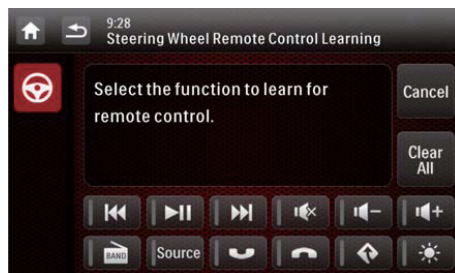 9:28
Steering Wheel Remote Control Learning
Select the function to learn for
remote control.
Cancel
Clear
All
BAND
Source